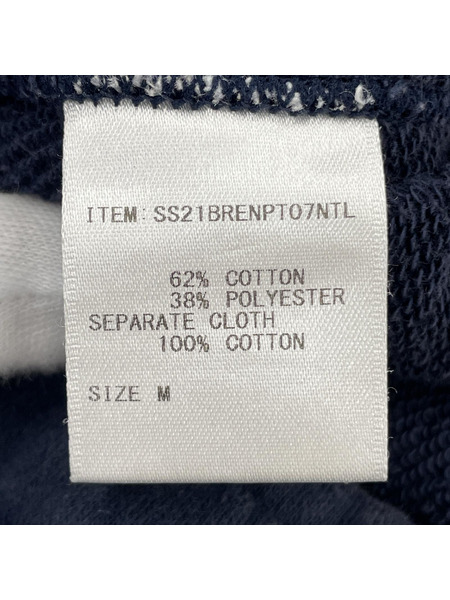 ITEM: SS21BRENPT07NTL
62% COTTON
38% POLYESTER
SEPARATE CLOTH
100% COTTON
SIZE M